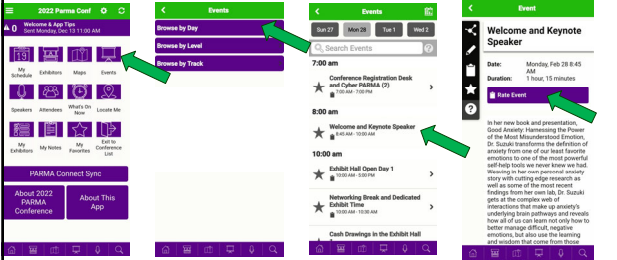 2022 Parma Conf
0
Welcome & App Tips
Sent Monday, Dec 13 11:00 AM
My Schedule
Exhibitors
Maps
Events
Speakers
Attendees
What's On Now
Locate Me
My Exhibitors
My Notes
My Favorites
Exit to Conference List
PARMA Connect Sync
About 2022 PARMA Conference
About This App
Events
Browse by Day
Browse by Level
Browse by Track
Events
Sun 27
Mon 28
Tue 1
Wed 2
Search Events
7:00 am
Conference Registration Desk
and Cyber PARMA (2)
7:00 AM - 7:00 PM
8:00 am
Welcome and Keynote Speaker
8:45 AM - 10:00 AM
10:00 am
Exhibit Hall Open Day 1
10:00 AM - 5:00 PM
Networking Break and Dedicated
Exhibit Time
10:00 AM - 10:30 AM
Cash Drawings in the Exhibit Hall
Event
Welcome and Keynote
Speaker
Date: Monday, Feb 28 8:45
AM
Duration: 1 hour, 15 minutes
Rate Event
In her new book and presentation,
Good Anxiety: Harnessing the Power
of the Most Misunderstood Emotion,
Dr. Suzuki transforms the definition of
anxiety from one of our least favorite
emotions to one of the most powerful
self-help tools we never knew we had.
Weaving in her own personal anxiety
story with cutting edge research as
well as some of the most recent
findings from her own lab, Dr. Suzuki
gets at the complex web of
interactions that make up anxiety's
underlying brain pathways and reveals
how all of us can learn not only how to
better manage difficult, negative
emotions, but also use the learning
and wisdom that come from those